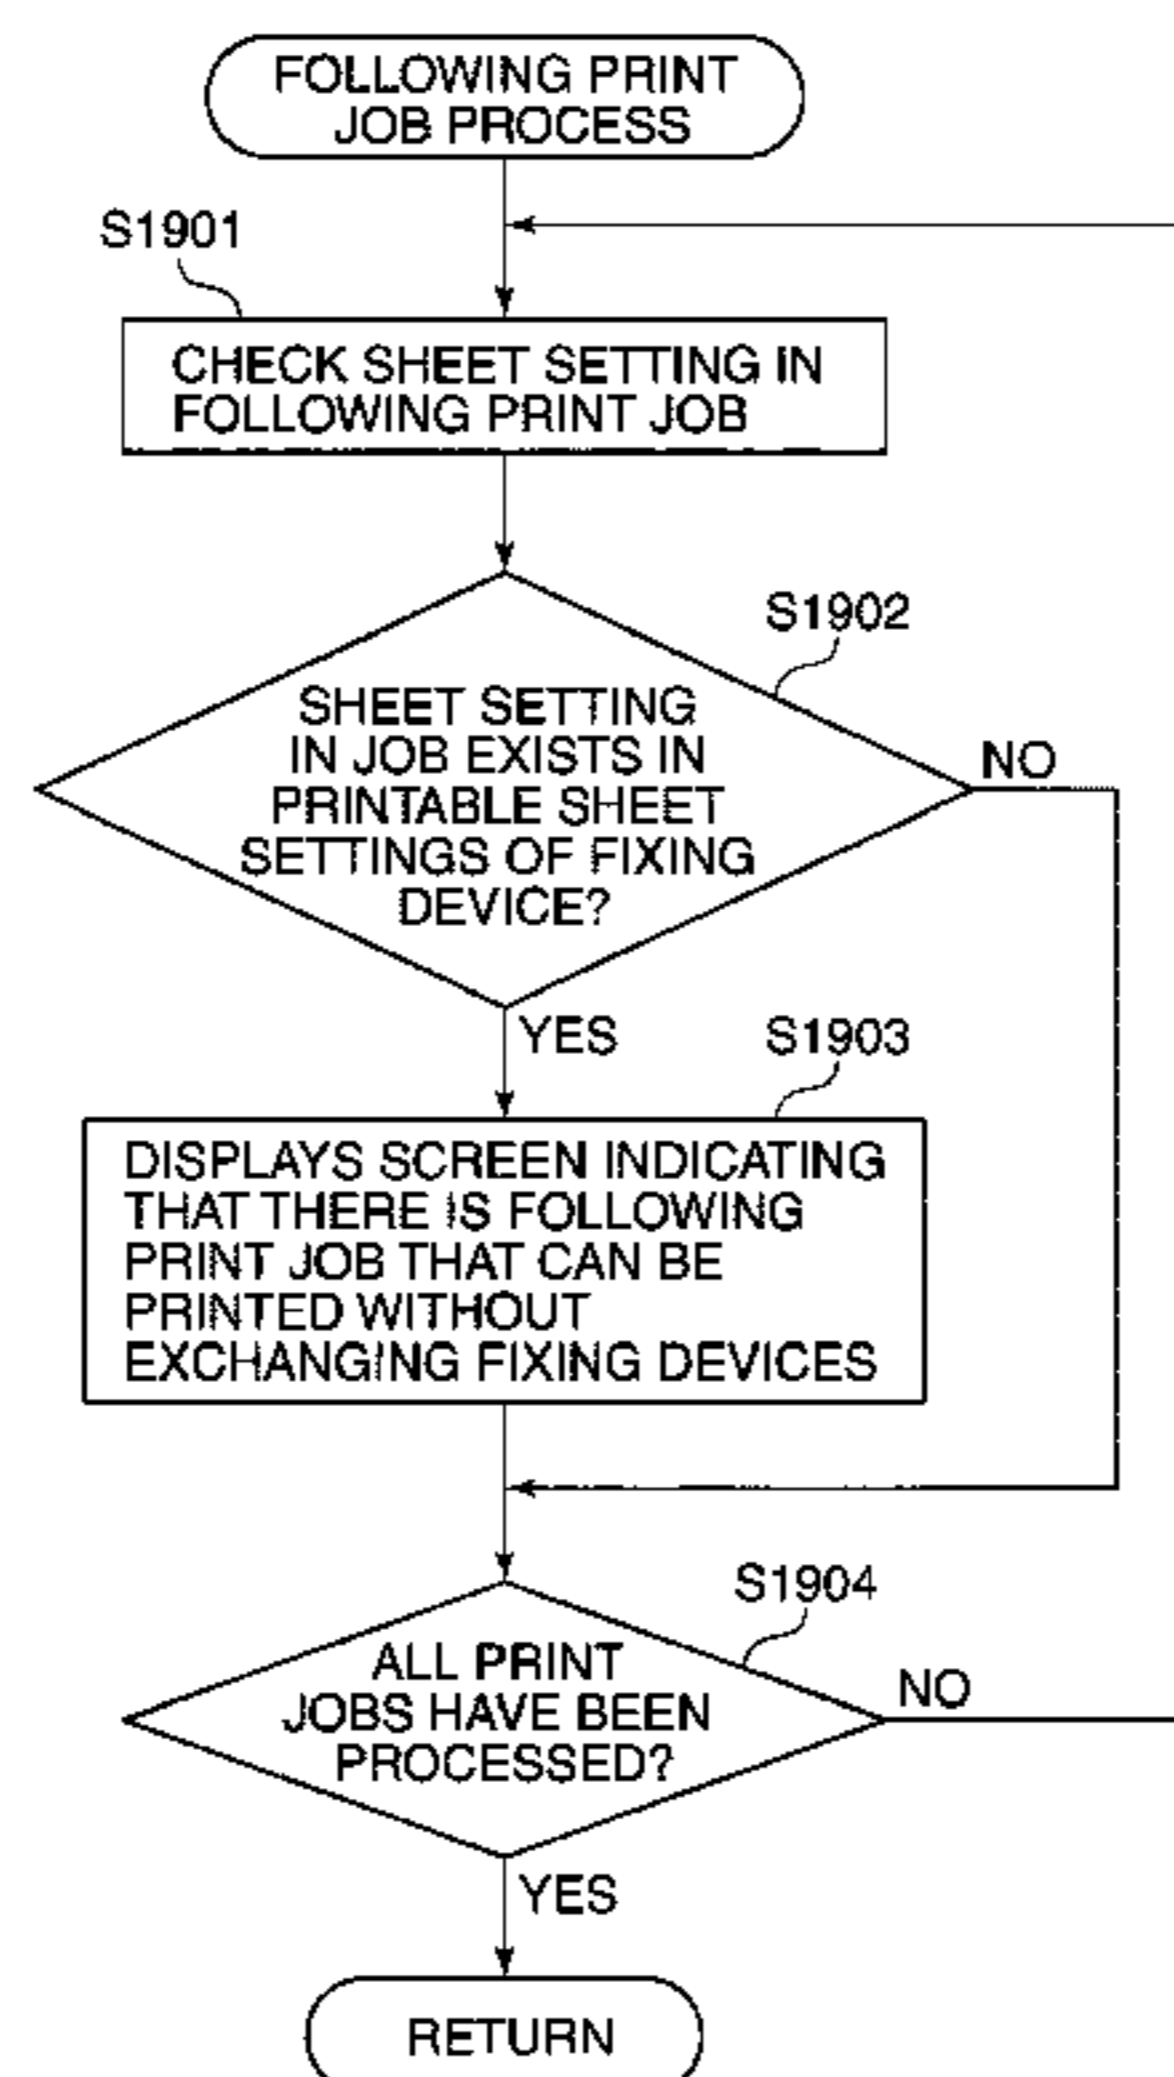 FOLLOWING PRINT
JOB PROCESS
S1901
CHECK SHEET SETTING IN
FOLLOWING PRINT JOB
S1902
SHEET SETTING
IN JOB EXISTS IN
PRINTABLE SHEET
SETTINGS OF FIXING
DEVICE?
NO
YES
S1903
DISPLAYS SCREEN INDICATING
THAT THERE IS FOLLOWING
PRINT JOB THAT CAN BE
PRINTED WITHOUT
EXCHANGING FIXING DEVICES
S1904
ALL PRINT
JOBS HAVE BEEN
PROCESSED?
NO
YES
RETURN